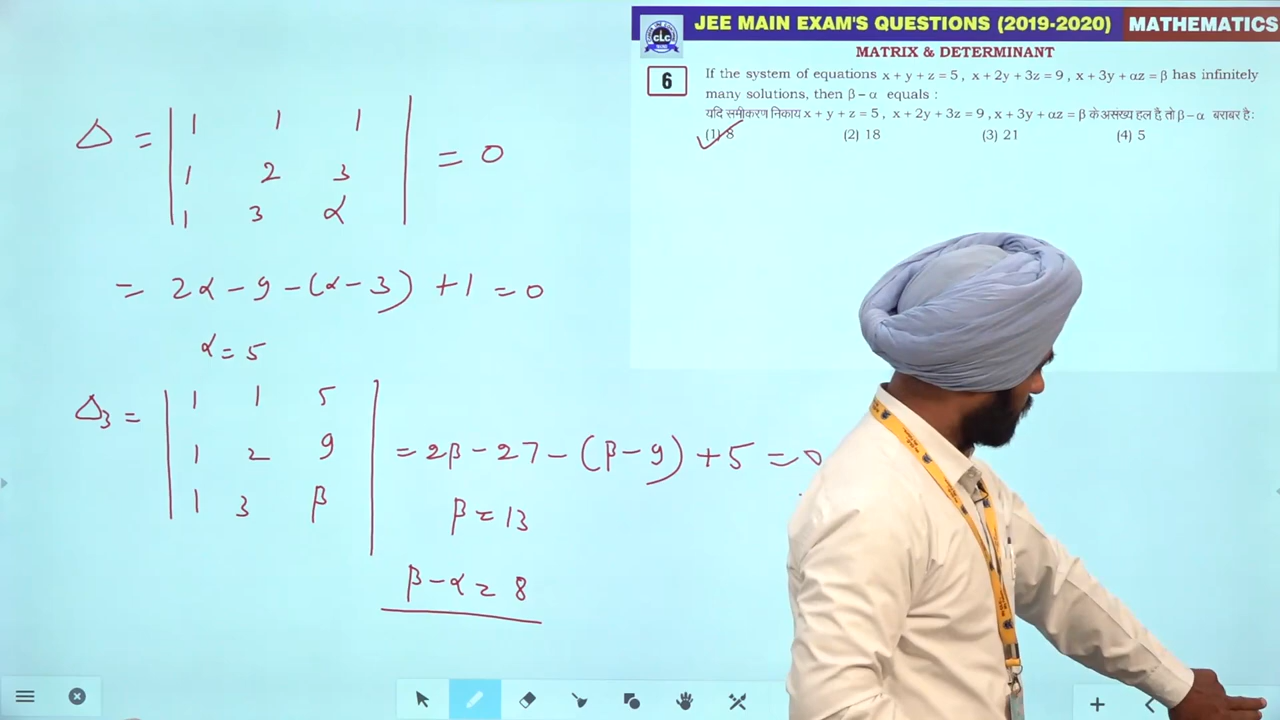 JEE MAIN EXAM'S QUESTIONS (2019-2020) MATHEMATICS
CLC
MATRIX & DETERMINANT
6
If the system of equations x + y + z = 5 , x + 2y + 3z = 9 , x + 3y + αz = β has infinitely
many solutions, then β – α equals :
यदि समीकरण निकाय x + y + z = 5 , x + 2y + 3z = 9 , x + 3y + αz = β के असंख्य हल है तो β – α बराबर है:
(1) 8 (2) 18 (3) 21 (4) 5
Δ = | 1 1 1 | = 0
1 2 3
1 3 α
= 2α – 9 – (α – 3) + 1 = 0
α = 5
Δ3 = | 1 1 5 |
1 2 9 = 2β – 27 – (β – 9) + 5 = 0
1 3 β
β = 13
β – α = 8